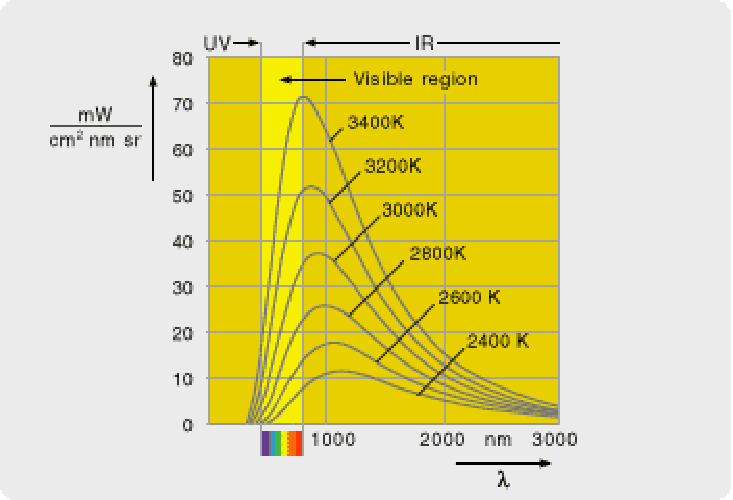 UV
IR
80
Visible region
70
mW
cm² nm sr
3400K
60
3200K
50
3000K
40
2800K
30
2600 K
20
2400 K
10
0
1000
2000
nm
3000
λ